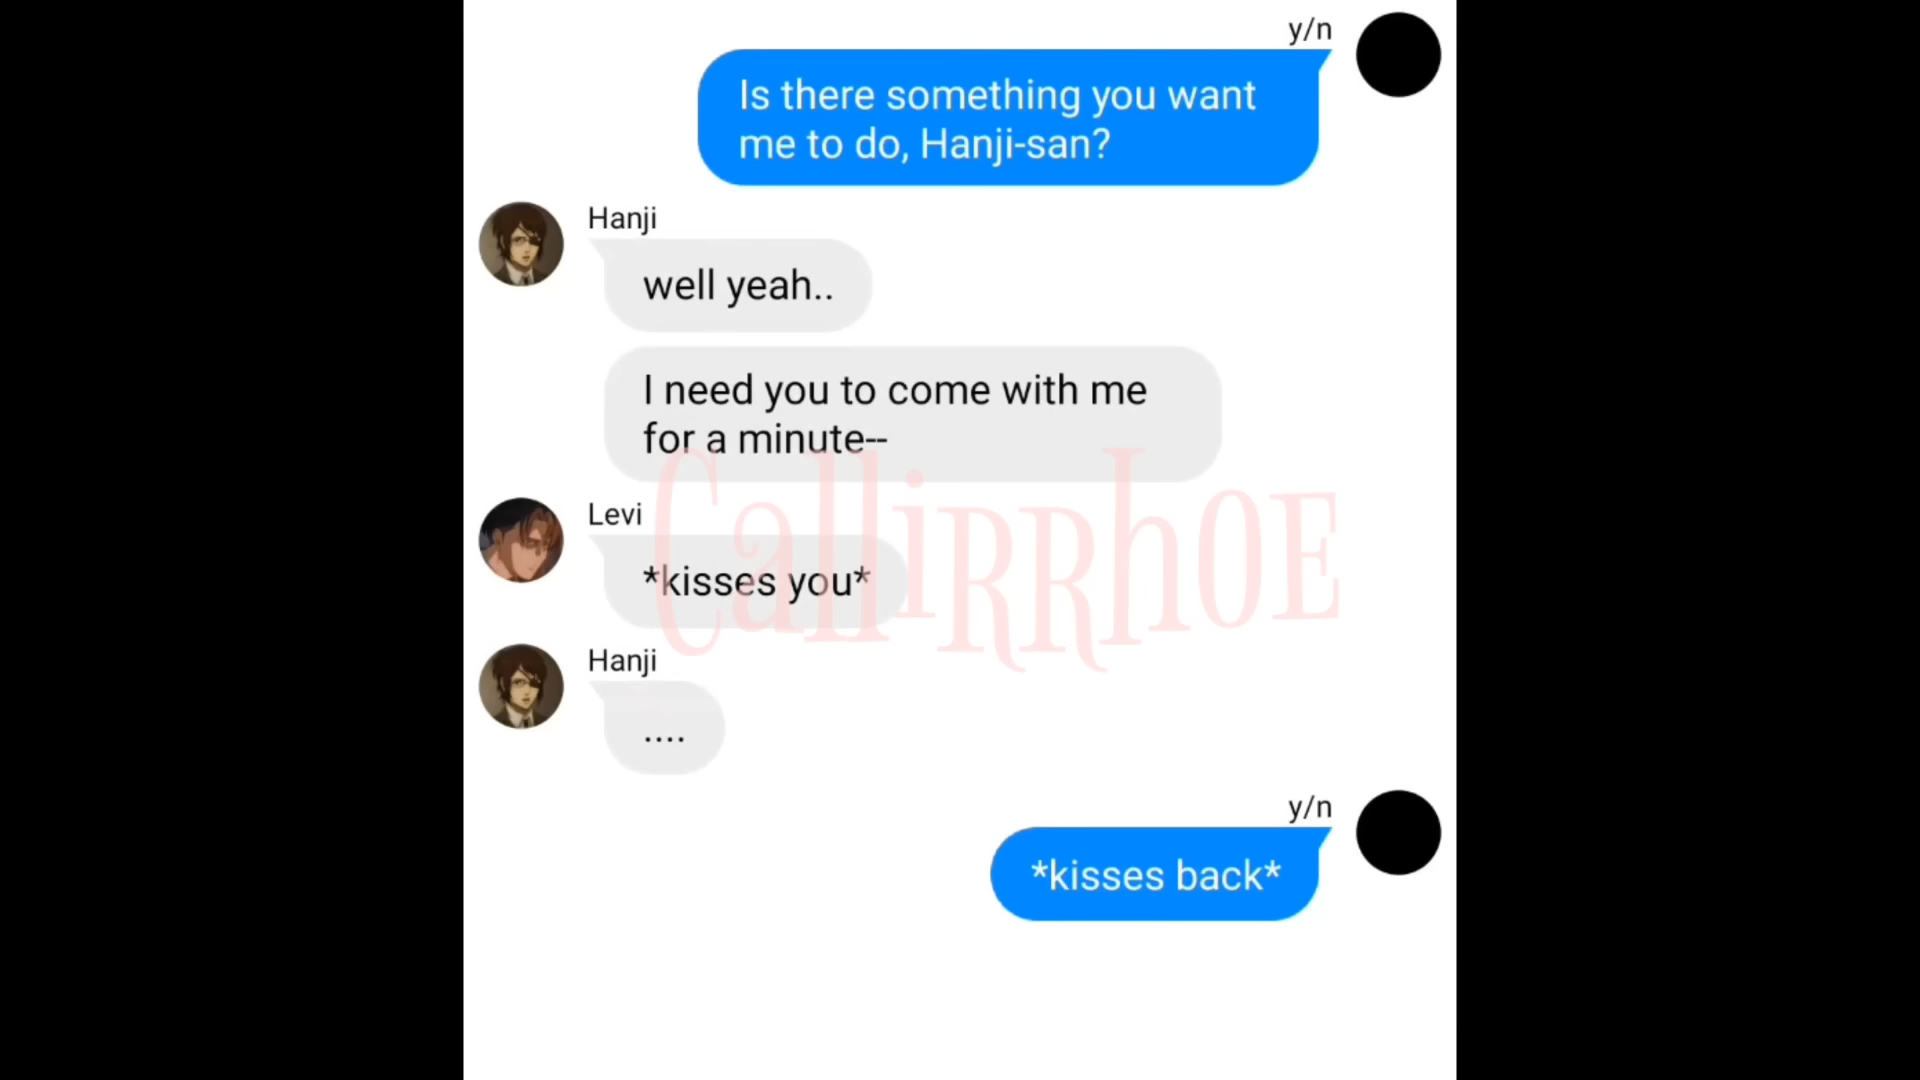 y/n
Is there something you want
me to do, Hanji-san?
Hanji
well yeah..
I need you to come with me
for a minute--
Levi
*kisses you*
CallirrhOE
Hanji
....
y/n
*kisses back*